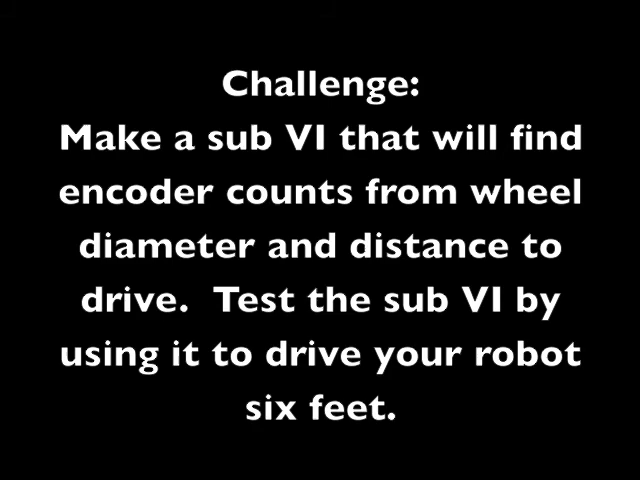 Challenge:
Make a sub VI that will find
encoder counts from wheel
diameter and distance to
drive.  Test the sub VI by
using it to drive your robot
six feet.